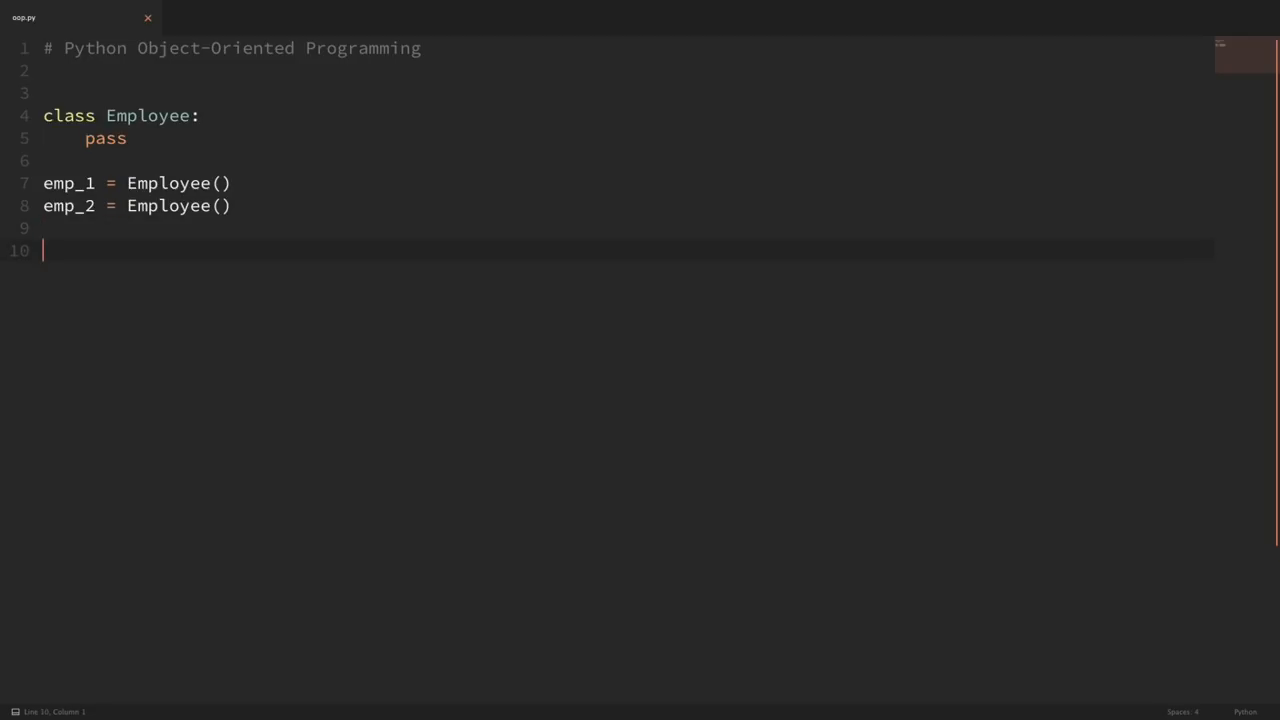 oop.py ×
1 # Python Object-Oriented Programming
2
3
4 class Employee:
5     pass
6
7 emp_1 = Employee()
8 emp_2 = Employee()
9
10
Line 10, Column 1 Spaces: 4 Python